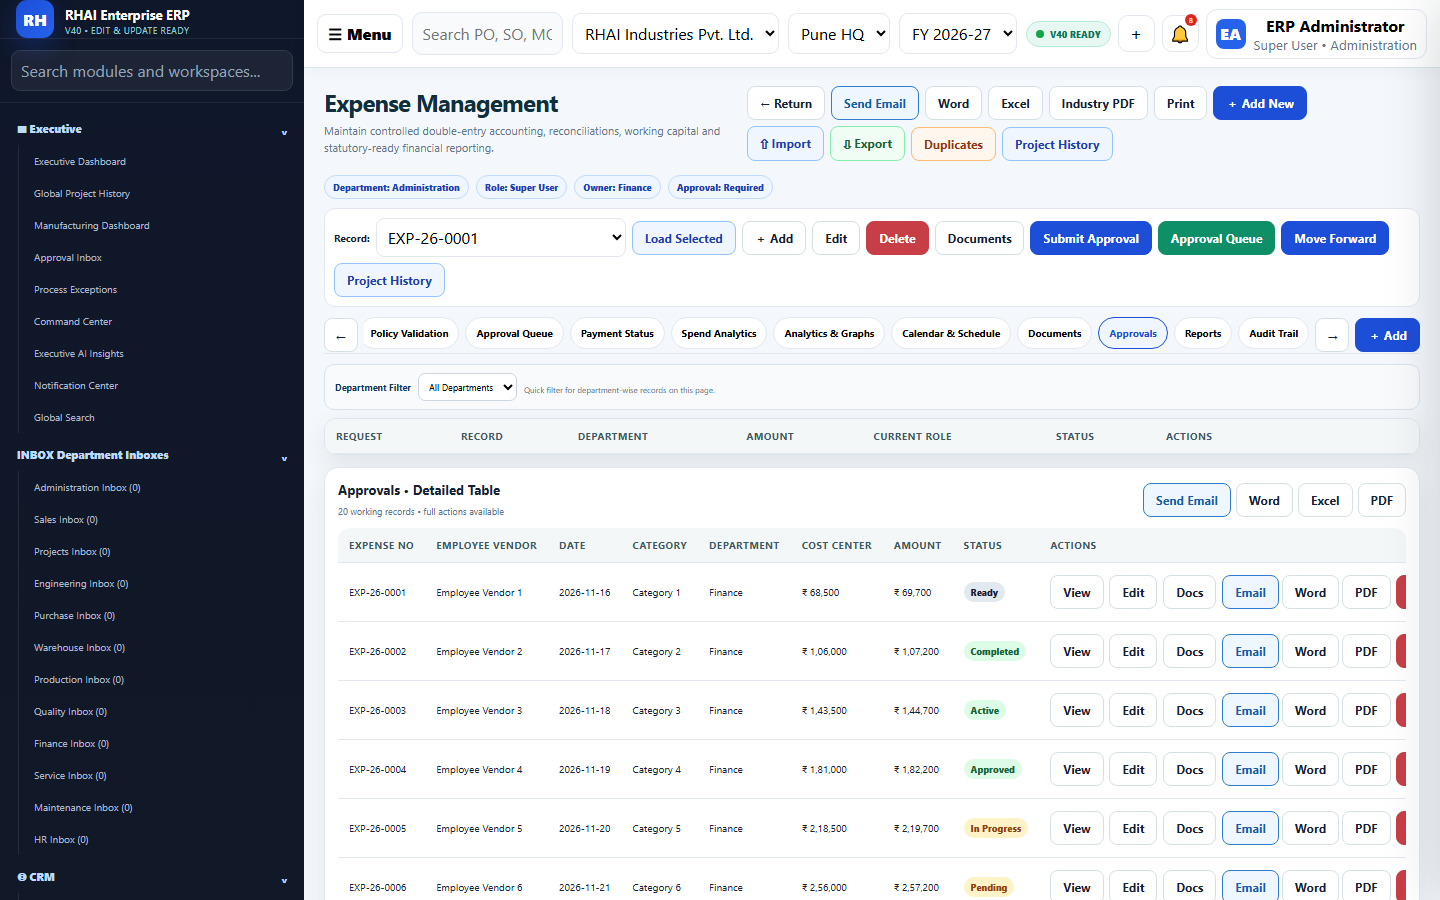 RH
RHAI Enterprise ERP
V40 • EDIT & UPDATE READY
Search modules and workspaces...
Executive
Executive Dashboard
Global Project History
Manufacturing Dashboard
Approval Inbox
Process Exceptions
Command Center
Executive AI Insights
Notification Center
Global Search
INBOX Department Inboxes
Administration Inbox (0)
Sales Inbox (0)
Projects Inbox (0)
Engineering Inbox (0)
Purchase Inbox (0)
Warehouse Inbox (0)
Production Inbox (0)
Quality Inbox (0)
Finance Inbox (0)
Service Inbox (0)
Maintenance Inbox (0)
HR Inbox (0)
CRM
☰ Menu
Search PO, SO, MC
RHAI Industries Pvt. Ltd.
Pune HQ
FY 2026-27
V40 READY
+
8
EA
ERP Administrator
Super User • Administration
Expense Management
Maintain controlled double-entry accounting, reconciliations, working capital and
statutory-ready financial reporting.
← Return
Send Email
Word
Excel
Industry PDF
Print
+ Add New
⇧ Import
⇩ Export
Duplicates
Project History
Department: Administration
Role: Super User
Owner: Finance
Approval: Required
Record:
EXP-26-0001
Load Selected
+ Add
Edit
Delete
Documents
Submit Approval
Approval Queue
Move Forward
Project History
←
Policy Validation
Approval Queue
Payment Status
Spend Analytics
Analytics & Graphs
Calendar & Schedule
Documents
Approvals
Reports
Audit Trail
→
+ Add
Department Filter
All Departments
Quick filter for department-wise records on this page.
REQUEST RECORD DEPARTMENT AMOUNT CURRENT ROLE STATUS ACTIONS
Approvals • Detailed Table
20 working records • full actions available
Send Email
Word
Excel
PDF
EXPENSE NO EMPLOYEE VENDOR DATE CATEGORY DEPARTMENT COST CENTER AMOUNT STATUS ACTIONS
EXP-26-0001 Employee Vendor 1 2026-11-16 Category 1 Finance ₹ 68,500 ₹ 69,700 Ready View Edit Docs Email Word PDF
EXP-26-0002 Employee Vendor 2 2026-11-17 Category 2 Finance ₹ 1,06,000 ₹ 1,07,200 Completed View Edit Docs Email Word PDF
EXP-26-0003 Employee Vendor 3 2026-11-18 Category 3 Finance ₹ 1,43,500 ₹ 1,44,700 Active View Edit Docs Email Word PDF
EXP-26-0004 Employee Vendor 4 2026-11-19 Category 4 Finance ₹ 1,81,000 ₹ 1,82,200 Approved View Edit Docs Email Word PDF
EXP-26-0005 Employee Vendor 5 2026-11-20 Category 5 Finance ₹ 2,18,500 ₹ 2,19,700 In Progress View Edit Docs Email Word PDF
EXP-26-0006 Employee Vendor 6 2026-11-21 Category 6 Finance ₹ 2,56,000 ₹ 2,57,200 Pending View Edit Docs Email Word PDF